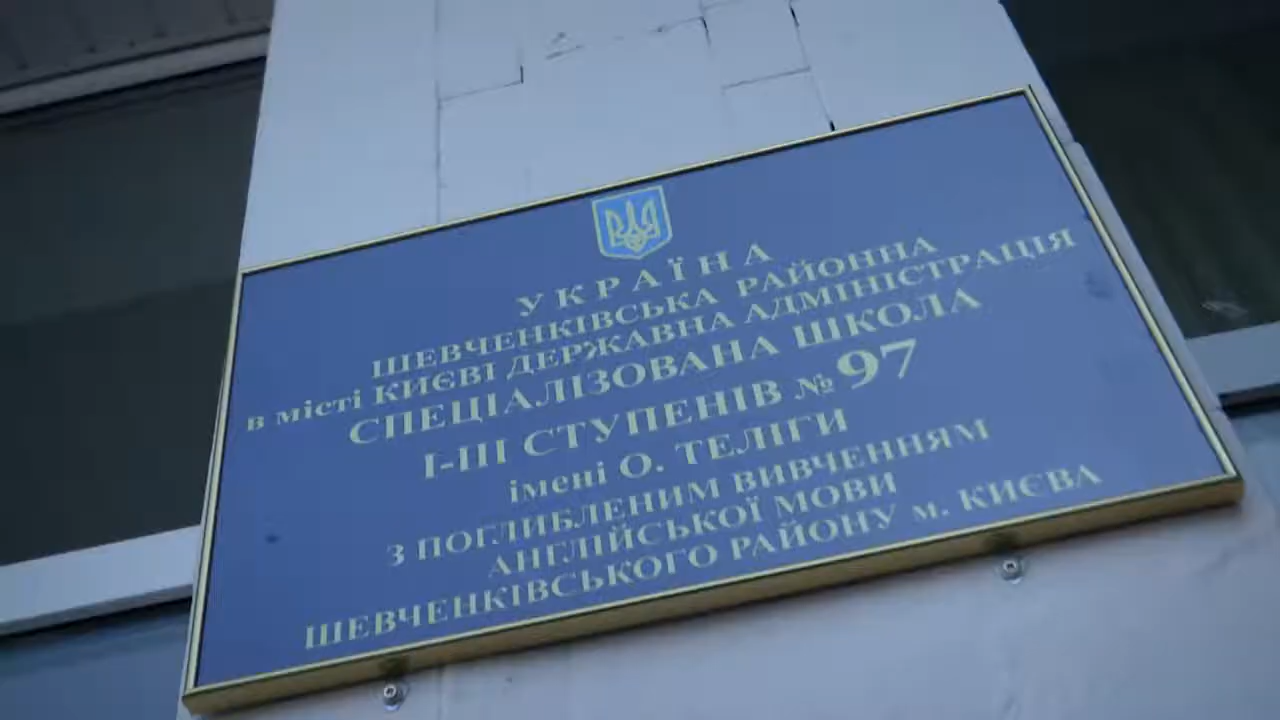 УКРАЇНА
ШЕВЧЕНКІВСЬКА РАЙОННА
в місті КИЄВІ ДЕРЖАВНА АДМІНІСТРАЦІЯ
СПЕЦІАЛІЗОВАНА ШКОЛА
І-ІІІ СТУПЕНІВ № 97
імені О. ТЕЛІГИ
З ПОГЛИБЛЕНИМ ВИВЧЕННЯМ
АНГЛІЙСЬКОЇ МОВИ
ШЕВЧЕНКІВСЬКОГО РАЙОНУ м. КИЄВА